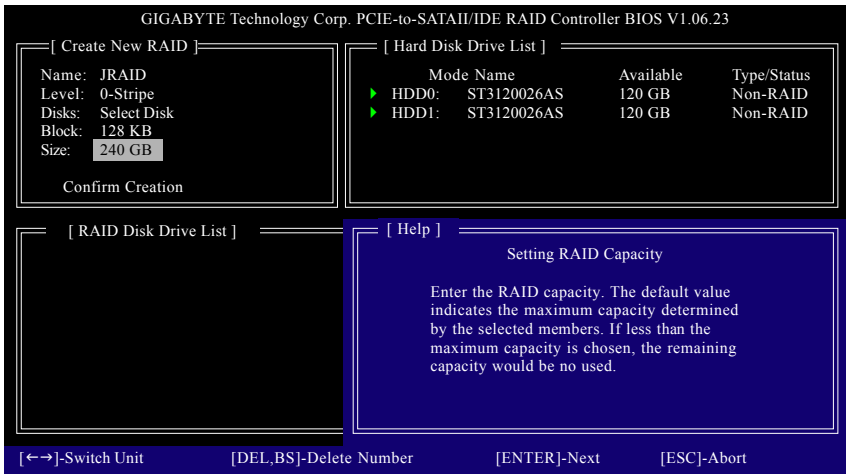 GIGABYTE Technology Corp. PCIE-to-SATAII/IDE RAID Controller BIOS V1.06.23
[ Create New RAID ]
Name: JRAID
Level: 0-Stripe
Disks: Select Disk
Block: 128 KB
Size: 240 GB
Confirm Creation
[ Hard Disk Drive List ]
Mode Name Available Type/Status
HDD0: ST3120026AS 120 GB Non-RAID
HDD1: ST3120026AS 120 GB Non-RAID
[ RAID Disk Drive List ]
[ Help ]
Setting RAID Capacity
Enter the RAID capacity. The default value
indicates the maximum capacity determined
by the selected members. If less than the
maximum capacity is chosen, the remaining
capacity would be no used.
[←→]-Switch Unit [DEL,BS]-Delete Number [ENTER]-Next [ESC]-Abort